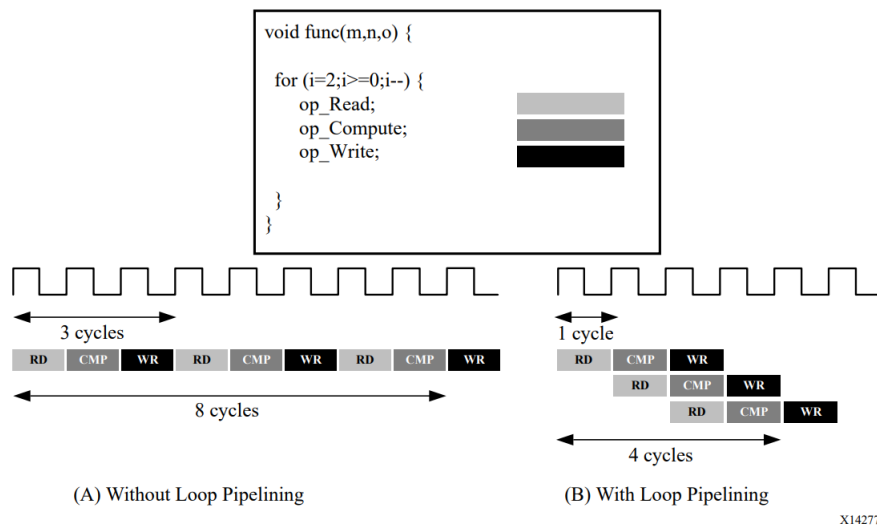 void func(m,n,o) {
for (i=2;i>=0;i--) {
op_Read;
op_Compute;
op_Write;
}
}
3 cycles
RD CMP WR RD CMP WR RD CMP WR
8 cycles
(A) Without Loop Pipelining
1 cycle
RD CMP WR
RD CMP WR
RD CMP WR
4 cycles
(B) With Loop Pipelining
X14277